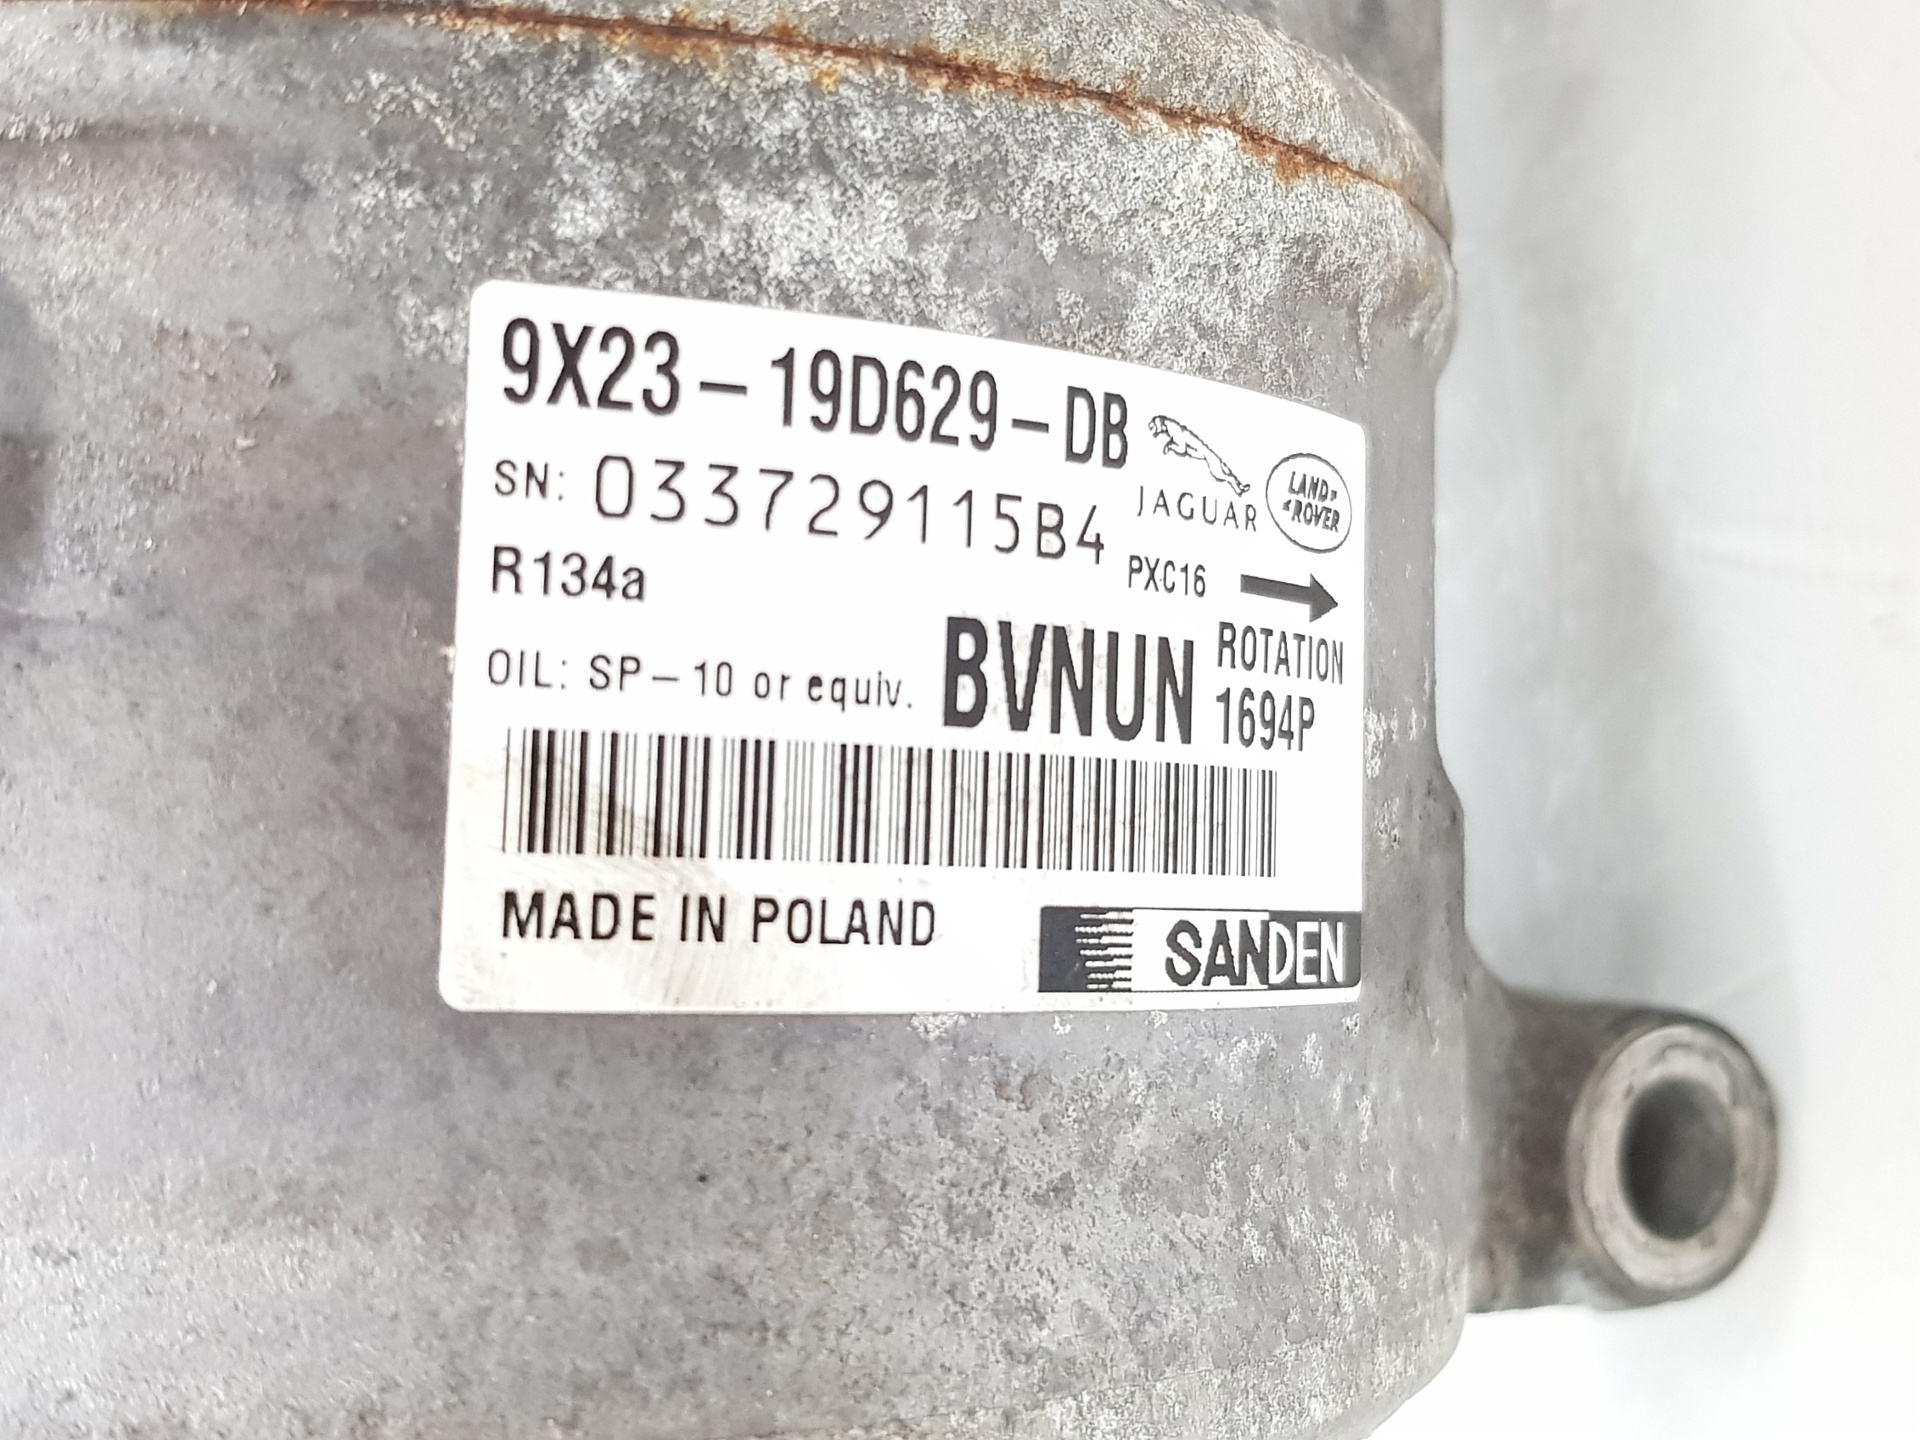 9X23-19D629-DB
SN: 033729115B4
JAGUAR
LAND-
ROVER
R134a
PXC16
ROTATION
OIL: SP-10 or equiv.
BVNUN
1694P
MADE IN POLAND
SANDEN